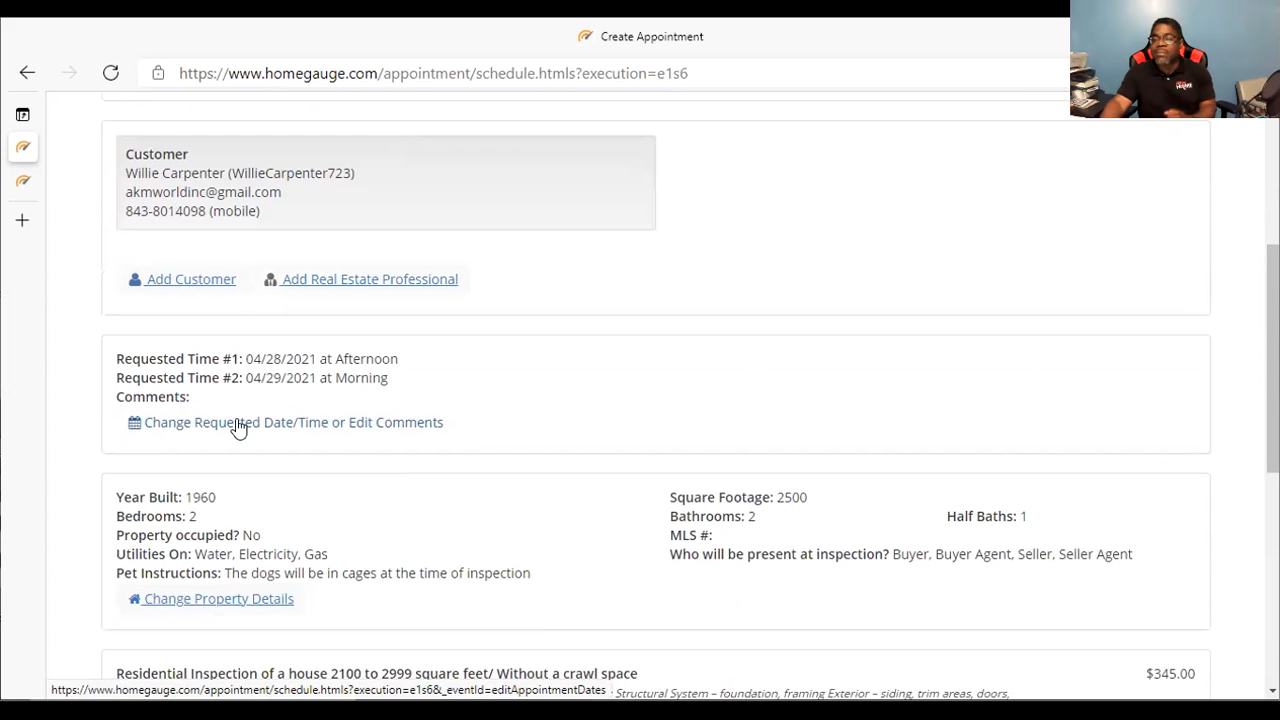 Create Appointment
https://www.homegauge.com/appointment/schedule.htmls?execution=e1s6
Customer
Willie Carpenter (WillieCarpenter723)
akmworldinc@gmail.com
843-8014098 (mobile)
Add Customer Add Real Estate Professional
Requested Time #1: 04/28/2021 at Afternoon
Requested Time #2: 04/29/2021 at Morning
Comments:
Change Requested Date/Time or Edit Comments
Year Built: 1960 Square Footage: 2500
Bedrooms: 2 Bathrooms: 2 Half Baths: 1
Property occupied? No MLS #:
Utilities On: Water, Electricity, Gas Who will be present at inspection? Buyer, Buyer Agent, Seller, Seller Agent
Pet Instructions: The dogs will be in cages at the time of inspection
Change Property Details
Residential Inspection of a house 2100 to 2999 square feet/ Without a crawl space $345.00
https://www.homegauge.com/appointment/schedule.htmls?execution=e1s6&_eventId=editAppointmentDates Structural System – foundation, framing Exterior – siding, trim areas, doors,